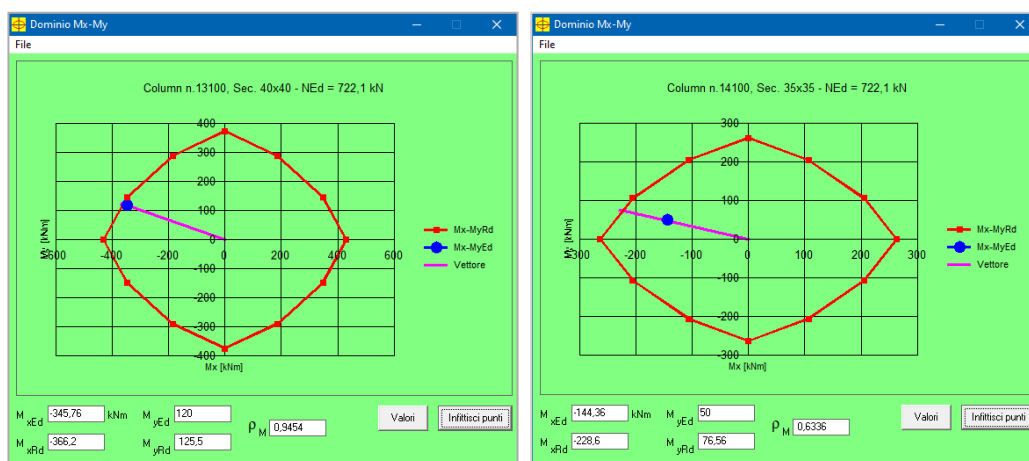 Dominio Mx-My
File
Column n.13100, Sec. 40x40 - NEd = 722,1 kN
400
300
200
100
0
-100
-200
-300
-400
-600 -400 -200 0 200 400 600
My [kNm]
Mx [kNm]
Mx-MyRd
Mx-MyEd
Vettore
M xEd -345,76 kNm M yEd 120
M xRd -366,2 M yRd 125,5
ρ M 0,9454
Valori
Infittisci punti
Dominio Mx-My
File
Column n.14100, Sec. 35x35 - NEd = 722,1 kN
300
200
100
0
-100
-200
-300
-300 -200 -100 0 100 200 300
My [kNm]
Mx [kNm]
Mx-MyRd
Mx-MyEd
Vettore
M xEd -144,36 kNm M yEd 50
M xRd -228,6 M yRd 76,56
ρ M 0,6336
Valori
Infittisci punti